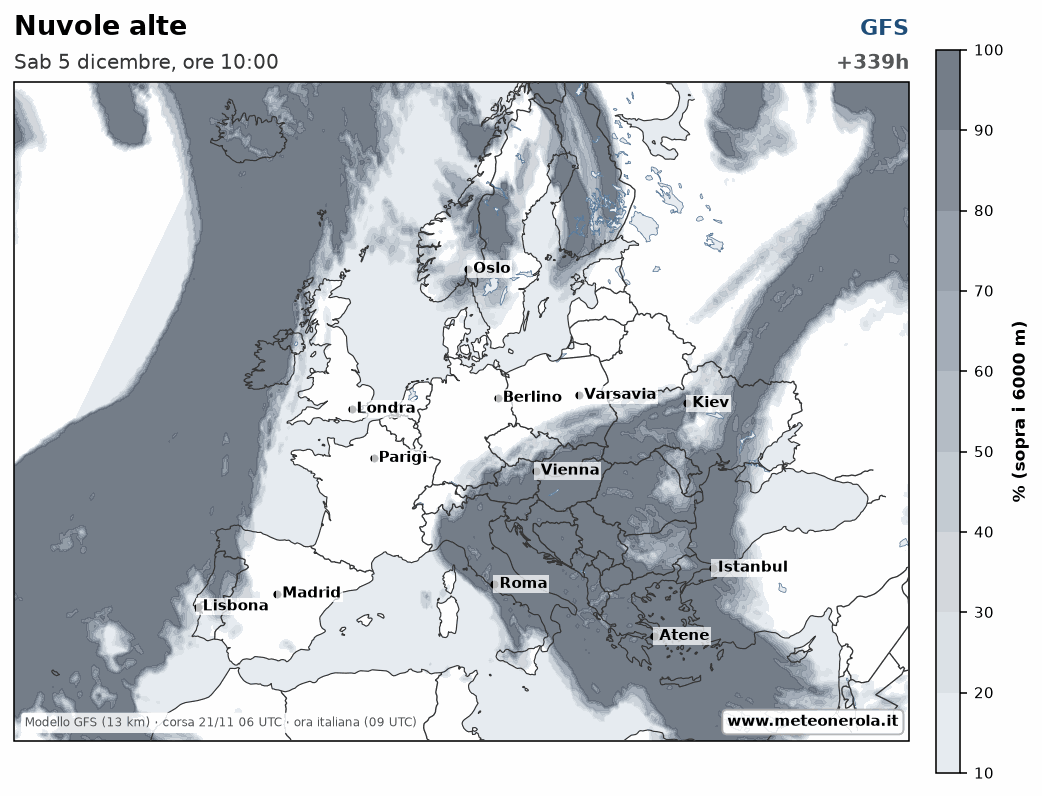 Nuvole alte
GFS
Sab 5 dicembre, ore 10:00
+339h
100
90
80
70
60
50
40
30
20
10
% (sopra i 6000 m)
Oslo
Berlino
Varsavia
Kiev
Londra
Parigi
Vienna
Istanbul
Roma
Madrid
Lisbona
Atene
Modello GFS (13 km) · corsa 21/11 06 UTC · ora italiana (09 UTC)
www.meteonerola.it